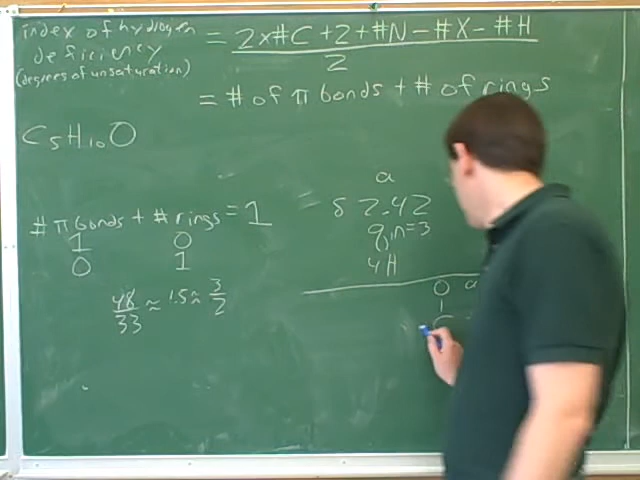 index of hydrogen deficiency = 2×#C + 2 + #N - #X - #H
2
(degrees of unsaturation)
= # of π bonds + # of rings
C5H10O
a
= δ 2.42
# π bonds + # rings = 1
q, n=3
1 0
4H
0 1
48/33 ≈ 1.5 ≈ 3/2
O a
C